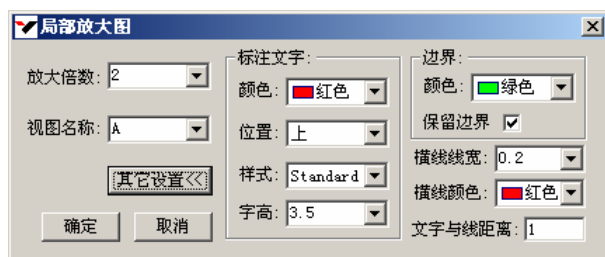 局部放大图
放大倍数: 2
视图名称: A
其它设置<<
确定 取消
标注文字:
颜色: 红色
位置: 上
样式: Standard
字高: 3.5
边界:
颜色: 绿色
保留边界
横线线宽: 0.2
横线颜色: 红色
文字与线距离: 1